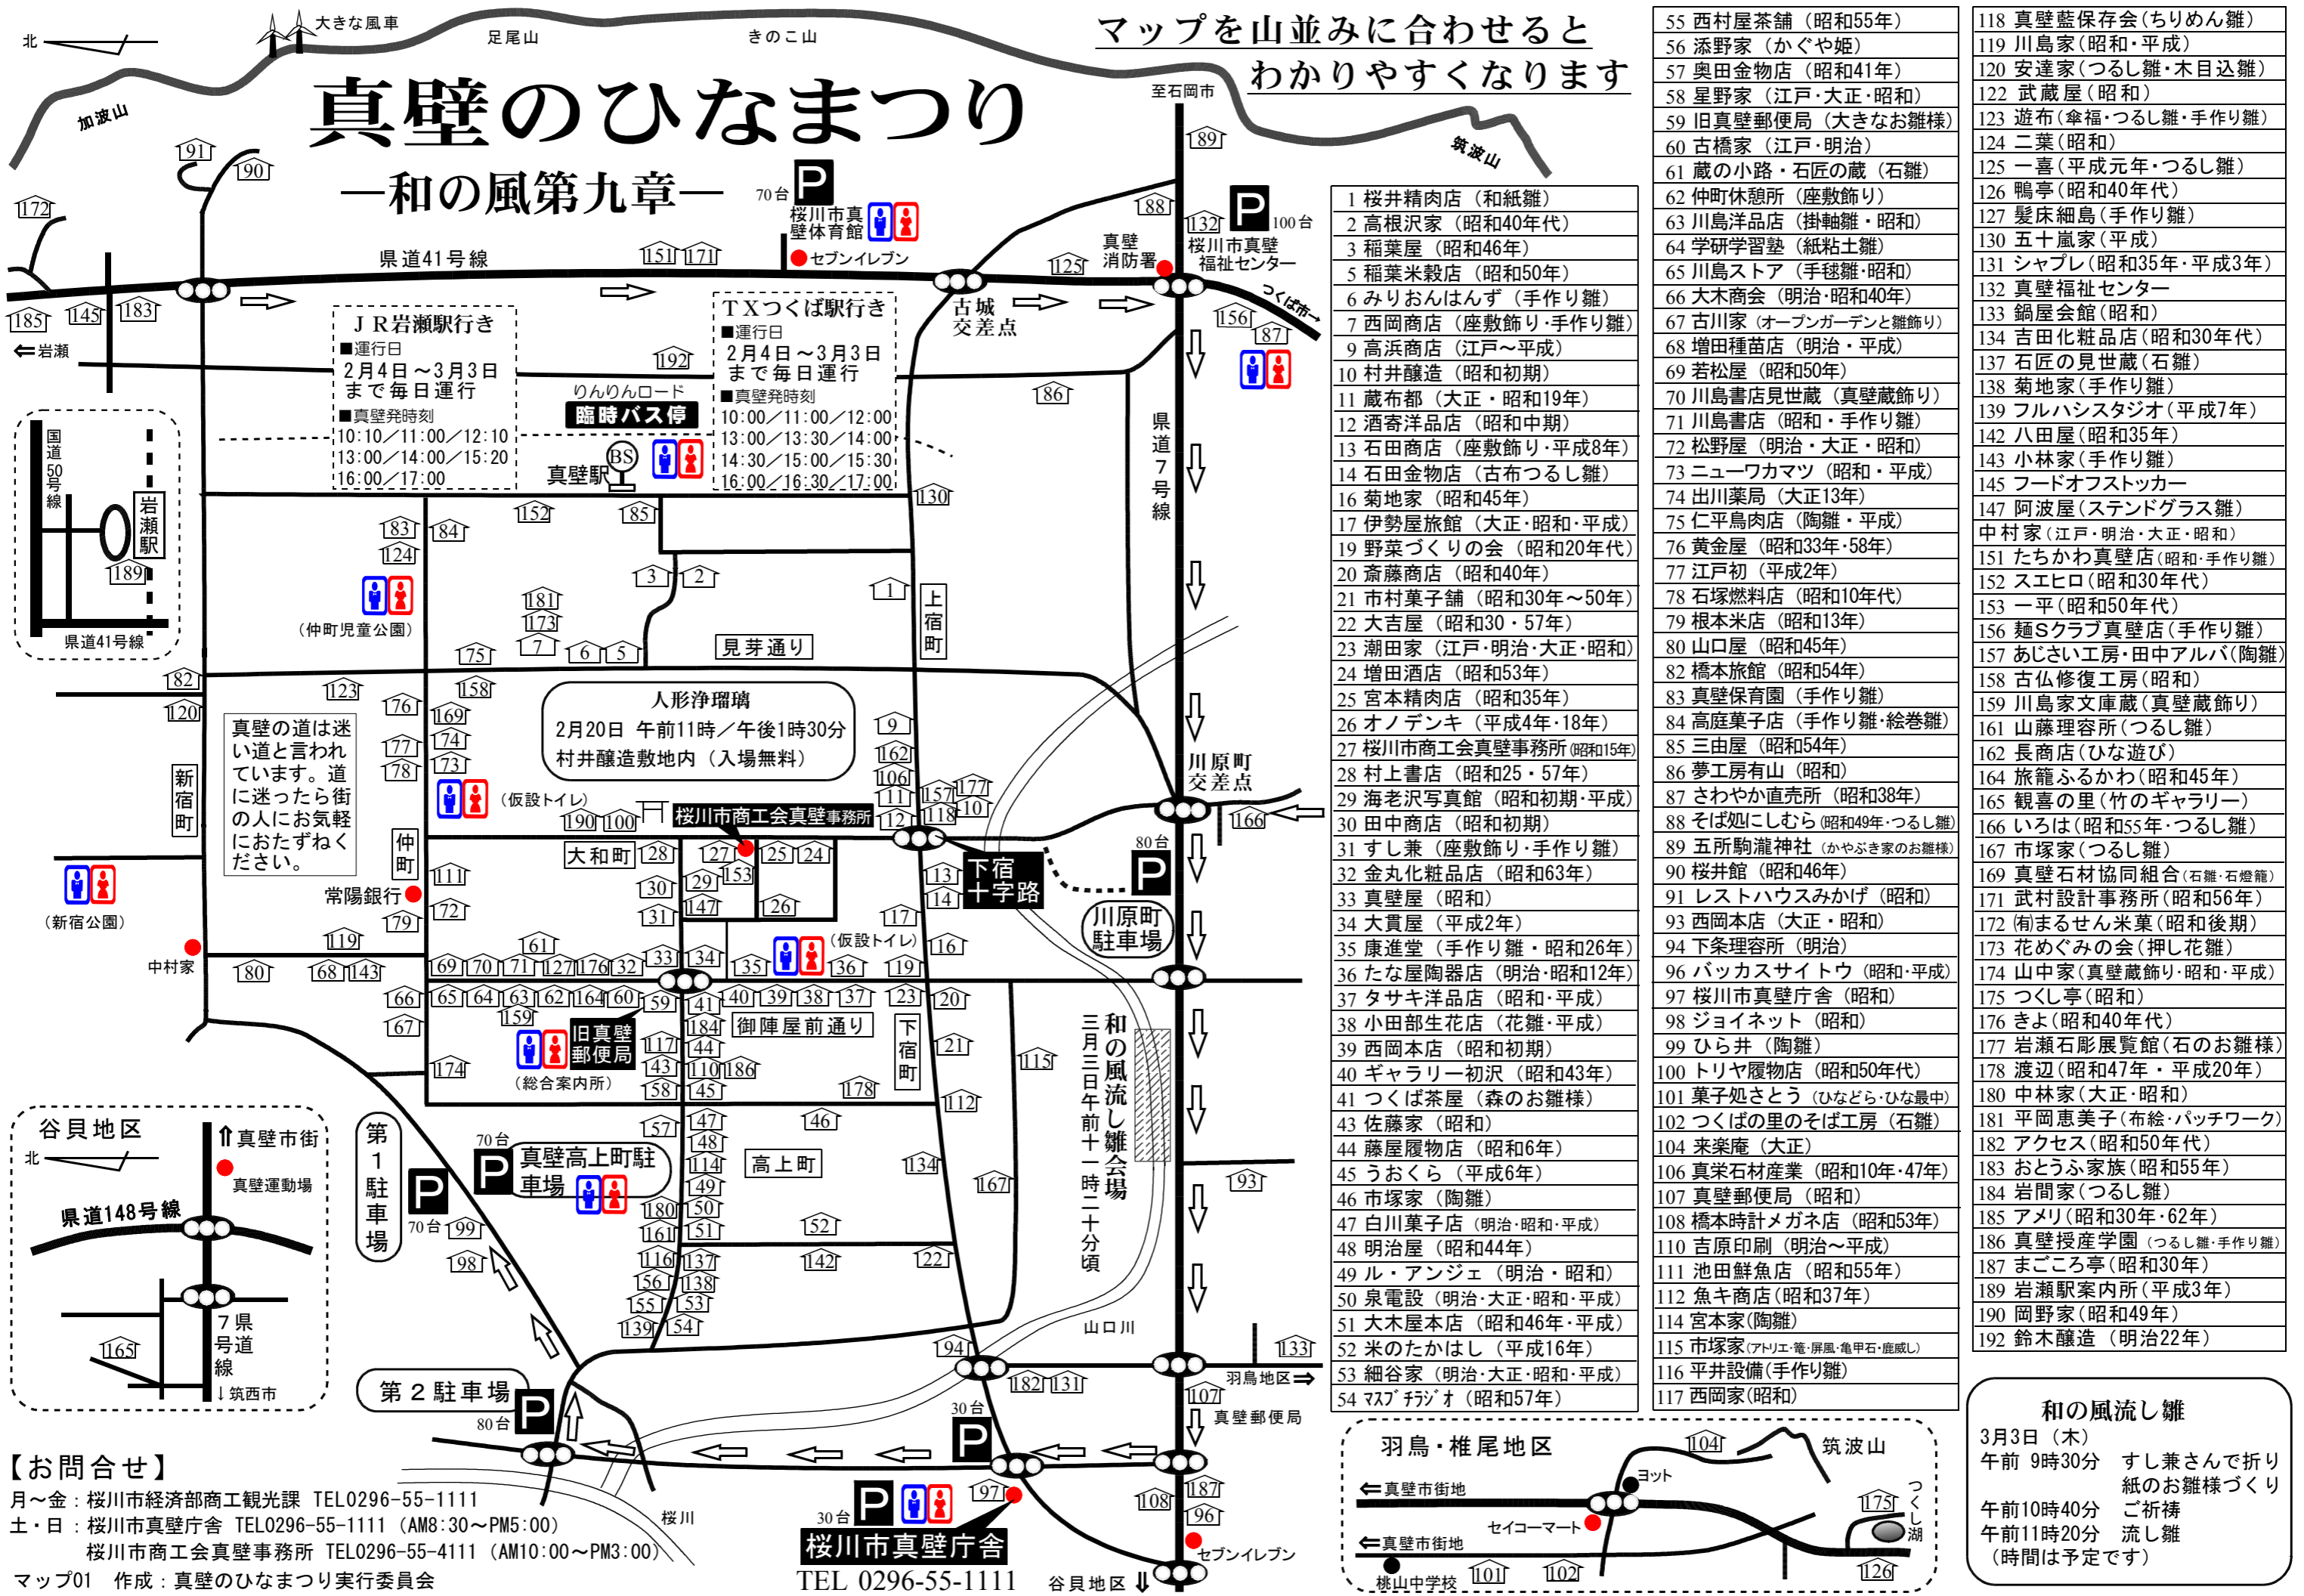 マップを山並みに合わせると
わかりやすくなります
真壁のひなまつり
―和の風第九章―
北
大きな風車
足尾山
きのこ山
加波山
筑波山
至石岡市
県道41号線
70台
P
桜川市真
壁体育館
セブンイレブン
真壁
消防署
P
100台
桜川市真壁
福祉センター
つくば市→
古城
交差点
⇐岩瀬
ＪＲ岩瀬駅行き
■運行日
2月4日～3月3日
まで毎日運行
■真壁発時刻
10:10／11:00／12:10
13:00／14:00／15:20
16:00／17:00
ＴＸつくば駅行き
■運行日
2月4日～3月3日
まで毎日運行
■真壁発時刻
10:00／11:00／12:00
13:00／13:30／14:00
14:30／15:00／15:30
16:00／16:30／17:00
りんりんロード
臨時バス停
BS
真壁駅
県道７号線
国道50号線
岩瀬駅
189
県道41号線
(仲町児童公園)
見芽通り
上宿町
人形浄瑠璃
2月20日 午前11時／午後1時30分
村井醸造敷地内（入場無料）
真壁の道は迷
い道と言われ
ています。道
に迷ったら街
の人にお気軽
におたずねく
ださい。
新宿町
仲町
(新宿公園)
(仮設トイレ)
桜川市商工会真壁事務所
大和町
常陽銀行
中村家
下宿
十字路
川原町
交差点
80台
P
川原町
駐車場
(仮設トイレ)
旧真壁
郵便局
(総合案内所)
御陣屋前通り
下宿町
高上町
和の風流し雛会場
三月三日午前十一時二十分頃
70台
P
真壁高上町駐
車場
第1駐車場
P
70台
第２駐車場
80台
P
山口川
桜川
羽鳥地区⇒
真壁郵便局
30台
P
30台
P
桜川市真壁庁舎
TEL 0296-55-1111
セブンイレブン
谷貝地区⇓
谷貝地区
北
⇑真壁市街
真壁運動場
県道148号線
７県
号道
線
↓筑西市
165
【お問合せ】
月～金：桜川市経済部商工観光課 TEL0296-55-1111
土・日：桜川市真壁庁舎 TEL0296-55-1111（AM8:30～PM5:00）
桜川市商工会真壁事務所 TEL0296-55-4111（AM10:00～PM3:00）
マップ01　作成：真壁のひなまつり実行委員会
1 桜井精肉店（和紙雛）
2 高根沢家（昭和40年代）
3 稲葉屋（昭和46年）
5 稲葉米穀店（昭和50年）
6 みりおんはんず（手作り雛）
7 西岡商店（座敷飾り･手作り雛）
9 高浜商店（江戸～平成）
10 村井醸造（昭和初期）
11 蔵布都（大正・昭和19年）
12 酒寄洋品店（昭和中期）
13 石田商店（座敷飾り･平成8年）
14 石田金物店（古布つるし雛）
16 菊地家（昭和45年）
17 伊勢屋旅館（大正･昭和･平成）
19 野菜づくりの会（昭和20年代）
20 斎藤商店（昭和40年）
21 市村菓子舗（昭和30年～50年）
22 大吉屋（昭和30・57年）
23 潮田家（江戸･明治･大正･昭和）
24 増田酒店（昭和53年）
25 宮本精肉店（昭和35年）
26 オノデンキ（平成4年･18年）
27 桜川市商工会真壁事務所（昭和15年）
28 村上書店（昭和25・57年）
29 海老沢写真館（昭和初期･平成）
30 田中商店（昭和初期）
31 すし兼（座敷飾り･手作り雛）
32 金丸化粧品店（昭和63年）
33 真壁屋（昭和）
34 大貫屋（平成2年）
35 康進堂（手作り雛・昭和26年）
36 たな屋陶器店（明治･昭和12年）
37 タサキ洋品店（昭和･平成）
38 小田部生花店（花雛･平成）
39 西岡本店（昭和初期）
40 ギャラリー初沢（昭和43年）
41 つくば茶屋（森のお雛様）
43 佐藤家（昭和）
44 藤屋履物店（昭和6年）
45 うおくら（平成6年）
46 市塚家（陶雛）
47 白川菓子店（明治･昭和･平成）
48 明治屋（昭和44年）
49 ル・アンジェ（明治・昭和）
50 泉電設（明治･大正･昭和･平成）
51 大木屋本店（昭和46年･平成）
52 米のたかはし（平成16年）
53 細谷家（明治･大正･昭和･平成）
54 ﾏｽﾌﾞﾁﾗｼﾞｵ（昭和57年）
55 西村屋茶舗（昭和55年）
56 添野家（かぐや姫）
57 奥田金物店（昭和41年）
58 星野家（江戸･大正･昭和）
59 旧真壁郵便局（大きなお雛様）
60 古橋家（江戸･明治）
61 蔵の小路・石匠の蔵（石雛）
62 仲町休憩所（座敷飾り）
63 川島洋品店（掛軸雛・昭和）
64 学研学習塾（紙粘土雛）
65 川島ストア（手毬雛･昭和）
66 大木商会（明治･昭和40年）
67 古川家（オープンガーデンと雛飾り）
68 増田種苗店（明治・平成）
69 若松屋（昭和50年）
70 川島書店見世蔵（真壁蔵飾り）
71 川島書店（昭和・手作り雛）
72 松野屋（明治・大正・昭和）
73 ニューワカマツ（昭和・平成）
74 出川薬局（大正13年）
75 仁平鳥肉店（陶雛・平成）
76 黄金屋（昭和33年･58年）
77 江戸初（平成2年）
78 石塚燃料店（昭和10年代）
79 根本米店（昭和13年）
80 山口屋（昭和45年）
82 橋本旅館（昭和54年）
83 真壁保育園（手作り雛）
84 高庭菓子店（手作り雛･絵巻雛）
85 三由屋（昭和54年）
86 夢工房有山（昭和）
87 さわやか直売所（昭和38年）
88 そば処にしむら（昭和49年･つるし雛）
89 五所駒瀧神社（かやぶき家のお雛様）
90 桜井館（昭和46年）
91 レストハウスみかげ（昭和）
93 西岡本店（大正・昭和）
94 下条理容所（明治）
96 バッカスサイトウ（昭和･平成）
97 桜川市真壁庁舎（昭和）
98 ジョイネット（昭和）
99 ひら井（陶雛）
100 トリヤ履物店（昭和50年代）
101 菓子処さとう（ひなどら･ひな最中）
102 つくばの里のそば工房（石雛）
104 来楽庵（大正）
106 真栄石材産業（昭和10年･47年）
107 真壁郵便局（昭和）
108 橋本時計メガネ店（昭和53年）
110 吉原印刷（明治～平成）
111 池田鮮魚店（昭和55年）
112 魚キ商店（昭和37年）
114 宮本家（陶雛）
115 市塚家（アトリエ･篭･屏風･亀甲石･鹿威し）
116 平井設備（手作り雛）
117 西岡家（昭和）
118 真壁藍保存会（ちりめん雛）
119 川島家（昭和･平成）
120 安達家（つるし雛･木目込雛）
122 武蔵屋（昭和）
123 遊布（傘福･つるし雛･手作り雛）
124 二葉（昭和）
125 一喜（平成元年･つるし雛）
126 鴨亭（昭和40年代）
127 髪床細島（手作り雛）
130 五十嵐家（平成）
131 シャプレ（昭和35年･平成3年）
132 真壁福祉センター
133 鍋屋会館（昭和）
134 吉田化粧品店（昭和30年代）
137 石匠の見世蔵（石雛）
138 菊地家（手作り雛）
139 フルハシスタジオ（平成7年）
142 八田屋（昭和35年）
143 小林家（手作り雛）
145 フードオフストッカー
147 阿波屋（ステンドグラス雛）
中村家（江戸･明治･大正･昭和）
151 たちかわ真壁店（昭和･手作り雛）
152 スエヒロ（昭和30年代）
153 一平（昭和50年代）
156 麺Ｓクラブ真壁店（手作り雛）
157 あじさい工房･田中アルバ（陶雛）
158 古仏修復工房（昭和）
159 川島家文庫蔵（真壁蔵飾り）
161 山藤理容所（つるし雛）
162 長商店（ひな遊び）
164 旅籠ふるかわ（昭和45年）
165 観喜の里（竹のギャラリー）
166 いろは（昭和55年･つるし雛）
167 市塚家（つるし雛）
169 真壁石材協同組合（石雛･石燈籠）
171 武村設計事務所（昭和56年）
172 ㈲まるせん米菓（昭和後期）
173 花めぐみの会（押し花雛）
174 山中家（真壁蔵飾り･昭和･平成）
175 つくし亭（昭和）
176 きよ（昭和40年代）
177 岩瀬石彫展覧館（石のお雛様）
178 渡辺（昭和47年・平成20年）
180 中林家（大正･昭和）
181 平岡恵美子（布絵･パッチワーク）
182 アクセス（昭和50年代）
183 おとうふ家族（昭和55年）
184 岩間家（つるし雛）
185 アメリ（昭和30年･62年）
186 真壁授産学園（つるし雛･手作り雛）
187 まごころ亭（昭和30年）
189 岩瀬駅案内所（平成3年）
190 岡野家（昭和49年）
192 鈴木醸造（明治22年）
羽鳥･椎尾地区
104
筑波山
ヨット
⇐真壁市街地
セイコーマート
⇐真壁市街地
桃山中学校
101
102
175
つくし湖
126
和の風流し雛
3月3日（木）
午前 9時30分　すし兼さんで折り
紙のお雛様づくり
午前10時40分　ご祈祷
午前11時20分　流し雛
（時間は予定です）